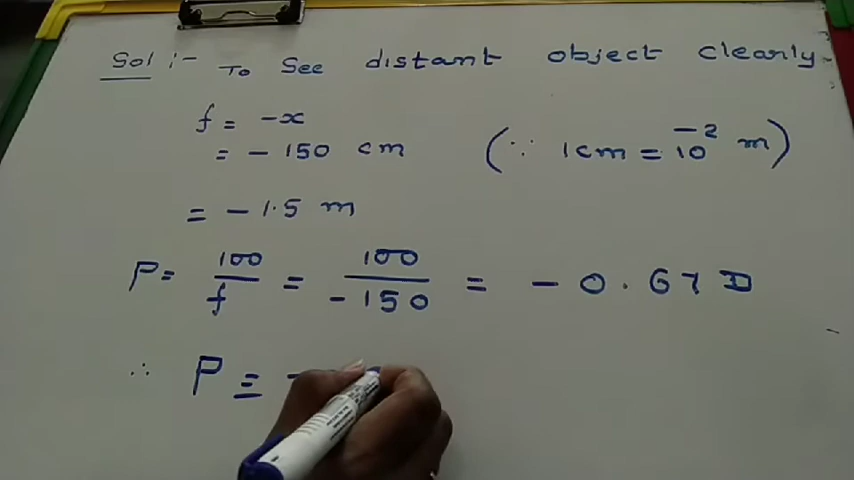 Sol :- To See distant object clearly
f = -x
= -150 cm (∵ 1cm = 10⁻² m)
= -1.5 m
P = 100/f = 100/-150 = -0.67 D
∴ P = -